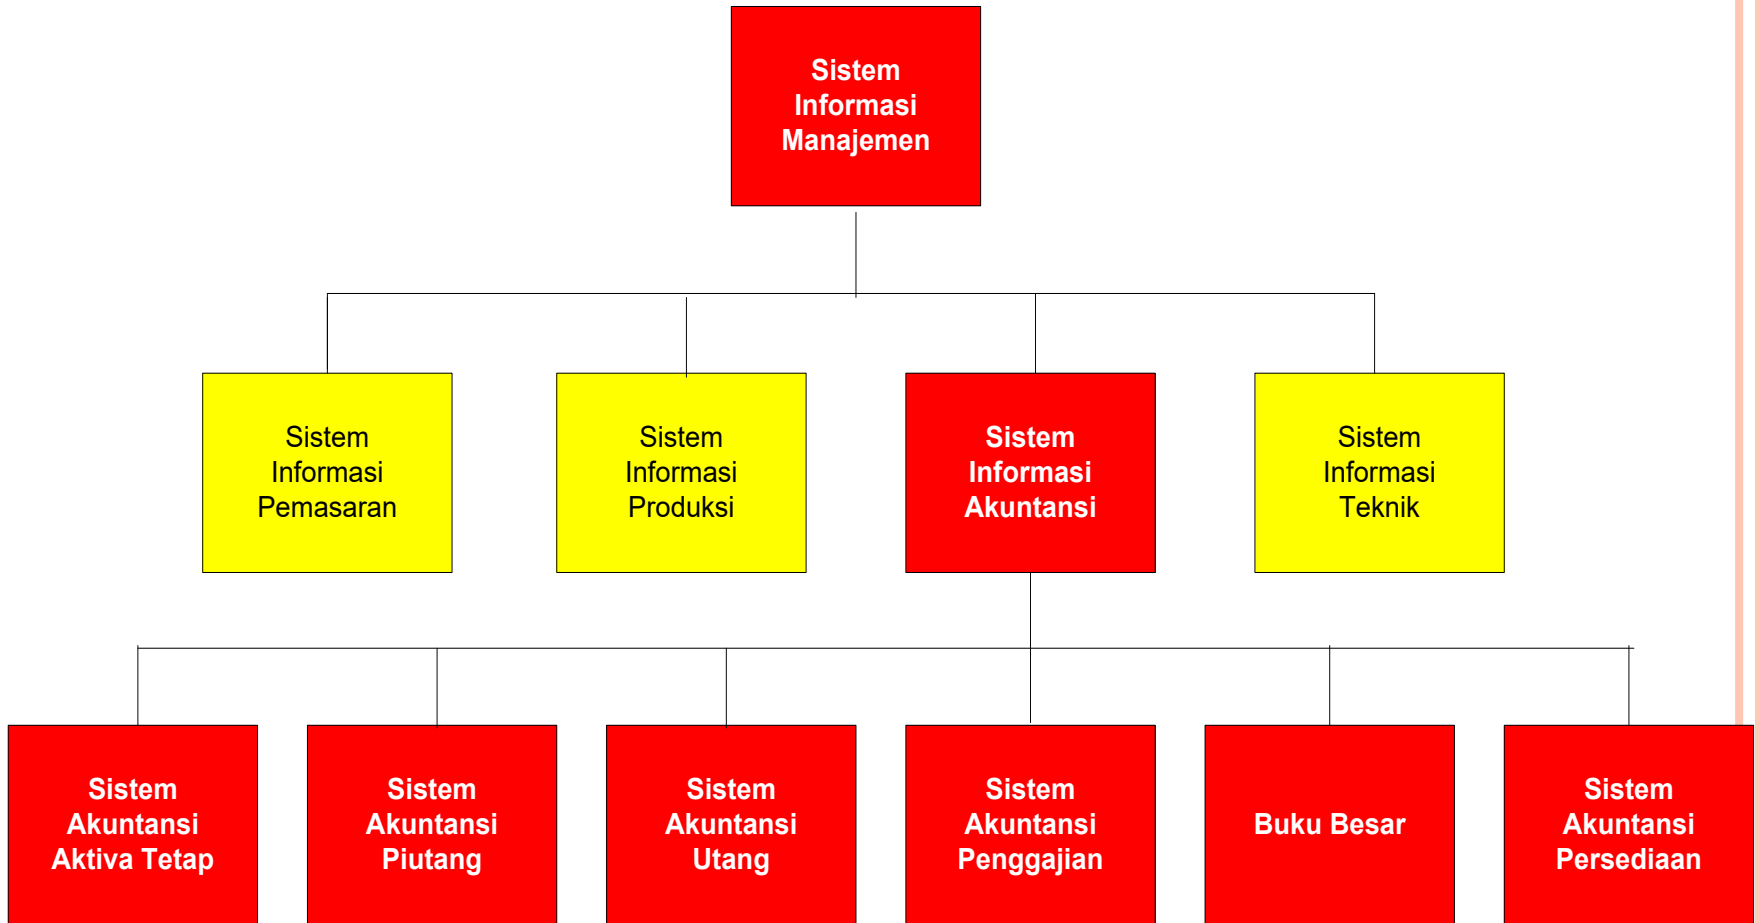 Sistem
Informasi
Manajemen
Sistem
Informasi
Pemasaran
Sistem
Informasi
Produksi
Sistem
Informasi
Akuntansi
Sistem
Informasi
Teknik
Sistem
Akuntansi
Aktiva Tetap
Sistem
Akuntansi
Piutang
Sistem
Akuntansi
Utang
Sistem
Akuntansi
Penggajian
Buku Besar
Sistem
Akuntansi
Persediaan